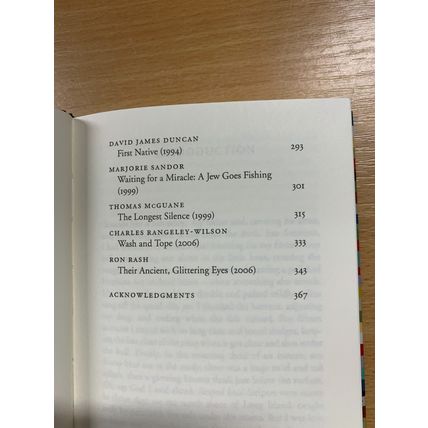 DAVID JAMES DUNCAN
First Native (1994) 293
MARJORIE SANDOR
Waiting for a Miracle: A Jew Goes Fishing
(1999) 301
THOMAS McGUANE
The Longest Silence (1999) 315
CHARLES RANGELEY-WILSON
Wash and Tope (2006) 333
RON RASH
Their Ancient, Glittering Eyes (2006) 343
ACKNOWLEDGMENTS 367